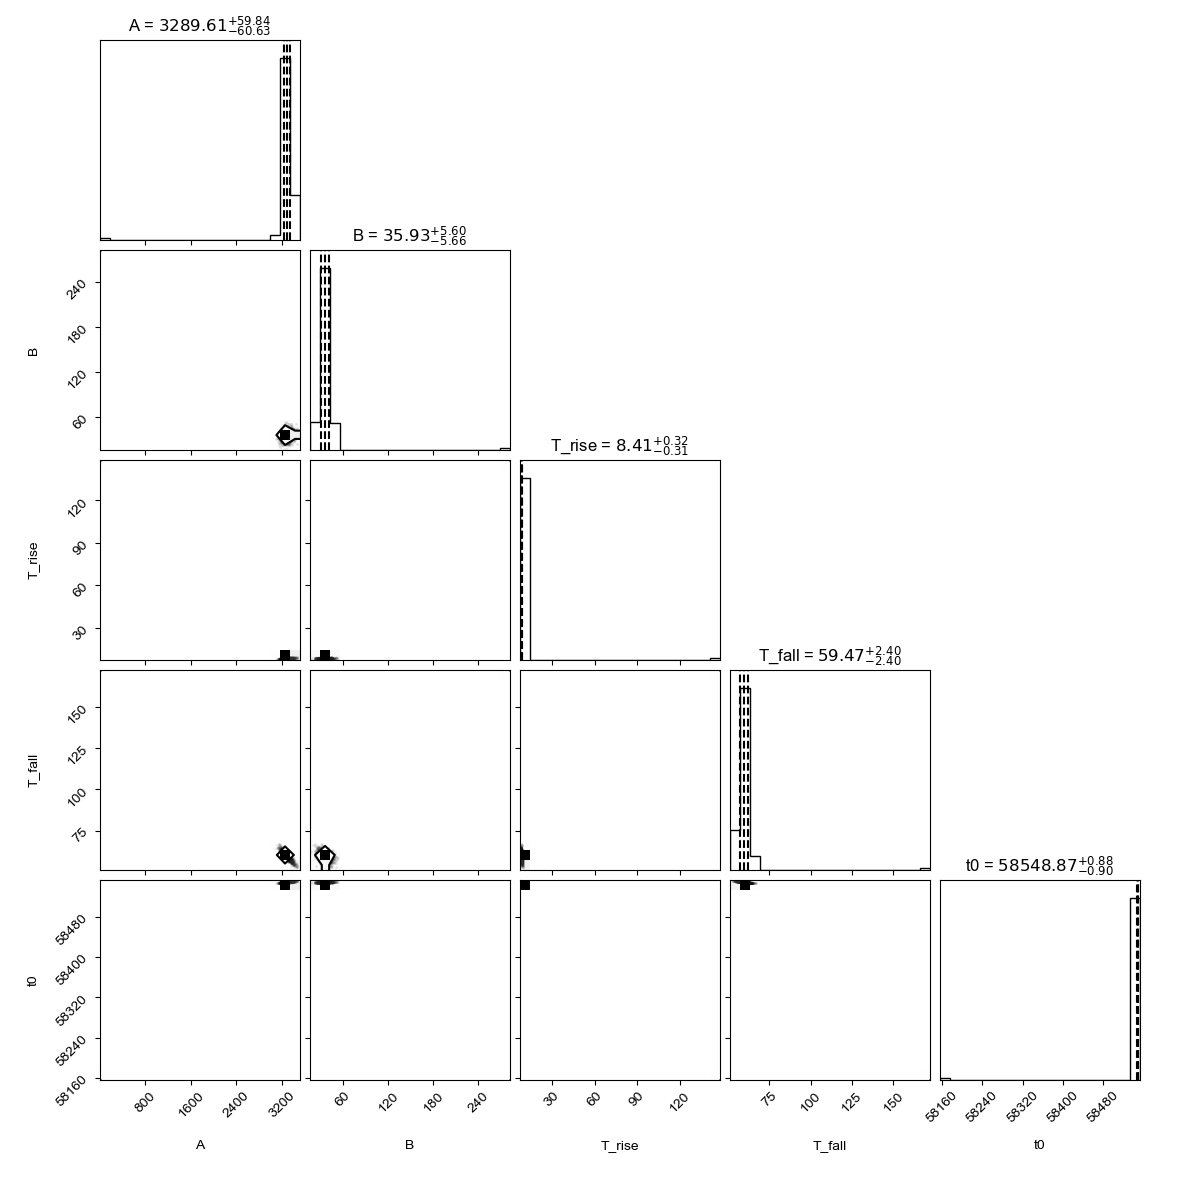 A = 3289.61+59.84−60.63
B = 35.93+5.60−5.66
240
180
120
60
B
T_rise = 8.41+0.32−0.31
120
90
60
30
T_rise
T_fall = 59.47+2.40−2.40
150
125
100
75
T_fall
t0 = 58548.87+0.88−0.90
58480
58400
58320
58240
58160
t0
800 1600 2400 3200 60 120 180 240 30 60 90 120 75 100 125 150 58160 58240 58320 58400 58480
A B T_rise T_fall t0